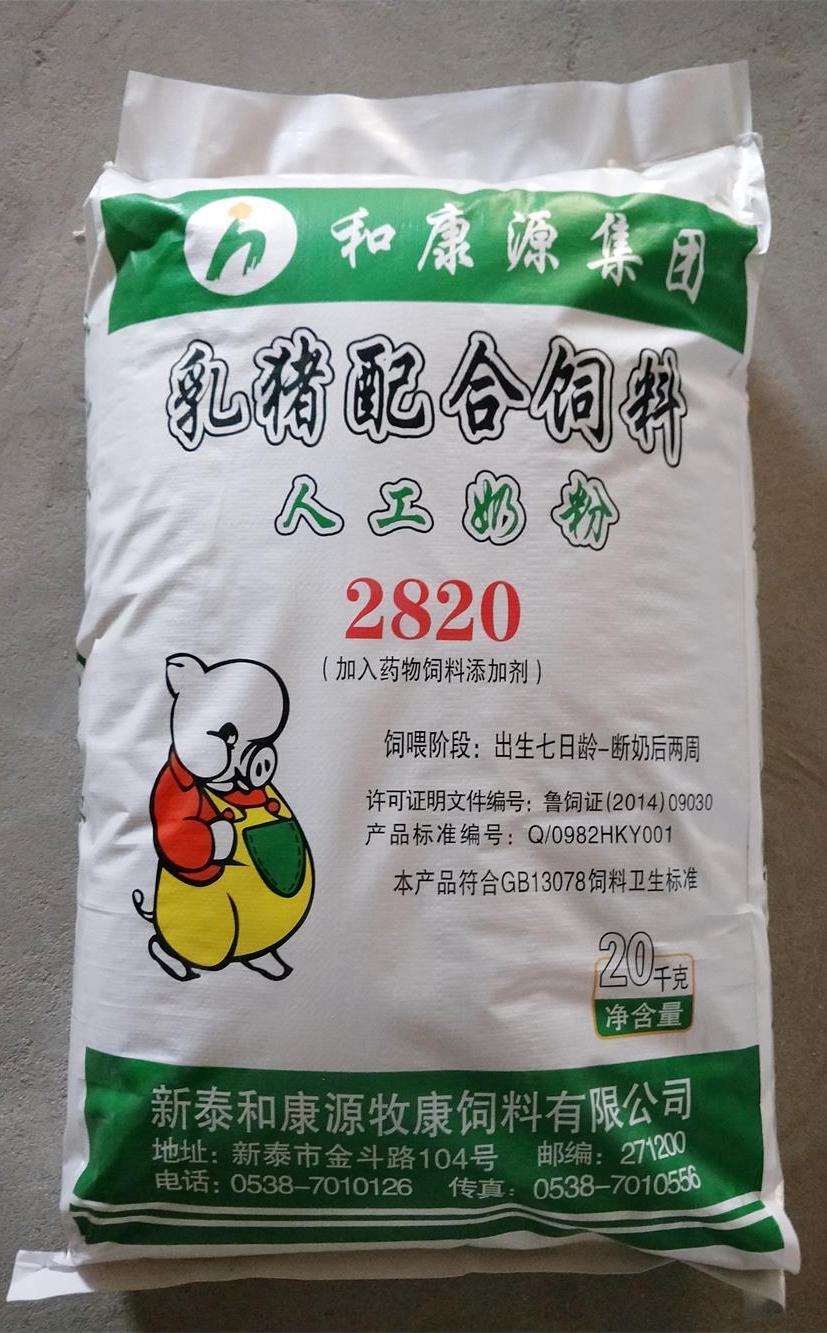 和康源集团
乳猪配合饲料
人工奶粉
2820
(加入药物饲料添加剂)
饲喂阶段：出生七日龄-断奶后两周
许可证明文件编号：鲁饲证(2014)09030
产品标准编号：Q/0982HKY001
本产品符合GB13078饲料卫生标准
20千克
净含量
新泰和康源牧康饲料有限公司
地址：新泰市金斗路104号 邮编：271200
电话：0538-7010126 传真：0538-7010556